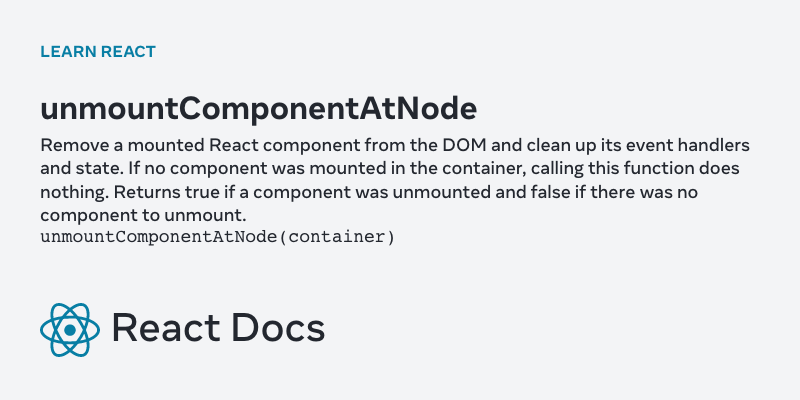 LEARN REACT
unmountComponentAtNode
Remove a mounted React component from the DOM and clean up its event handlers
and state. If no component was mounted in the container, calling this function does
nothing. Returns true if a component was unmounted and false if there was no
component to unmount.
unmountComponentAtNode(container)
React Docs